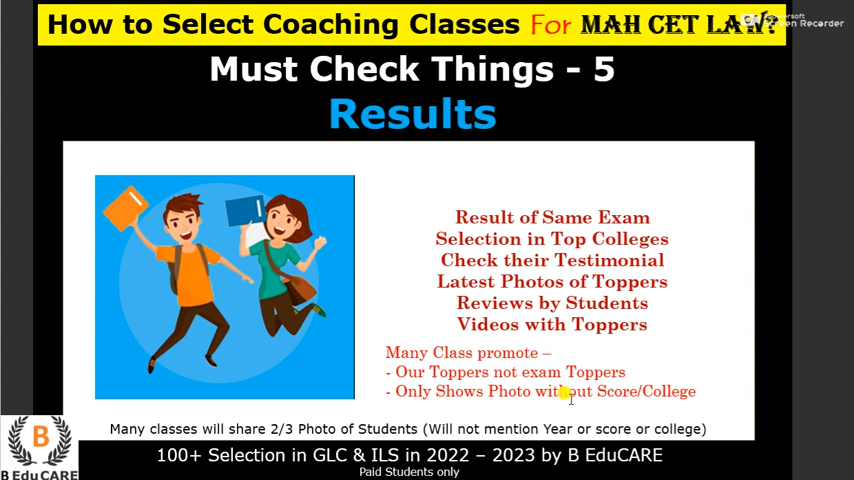 How to Select Coaching Classes For MAH CET LAW?
Screen Recorder
Must Check Things - 5
Results
Result of Same Exam
Selection in Top Colleges
Check their Testimonial
Latest Photos of Toppers
Reviews by Students
Videos with Toppers
Many Class promote –
- Our Toppers not exam Toppers
- Only Shows Photo without Score/College
Many classes will share 2/3 Photo of Students (Will not mention Year or score or college)
B
B EduCARE
100+ Selection in GLC & ILS in 2022 – 2023 by B EduCARE
Paid Students only